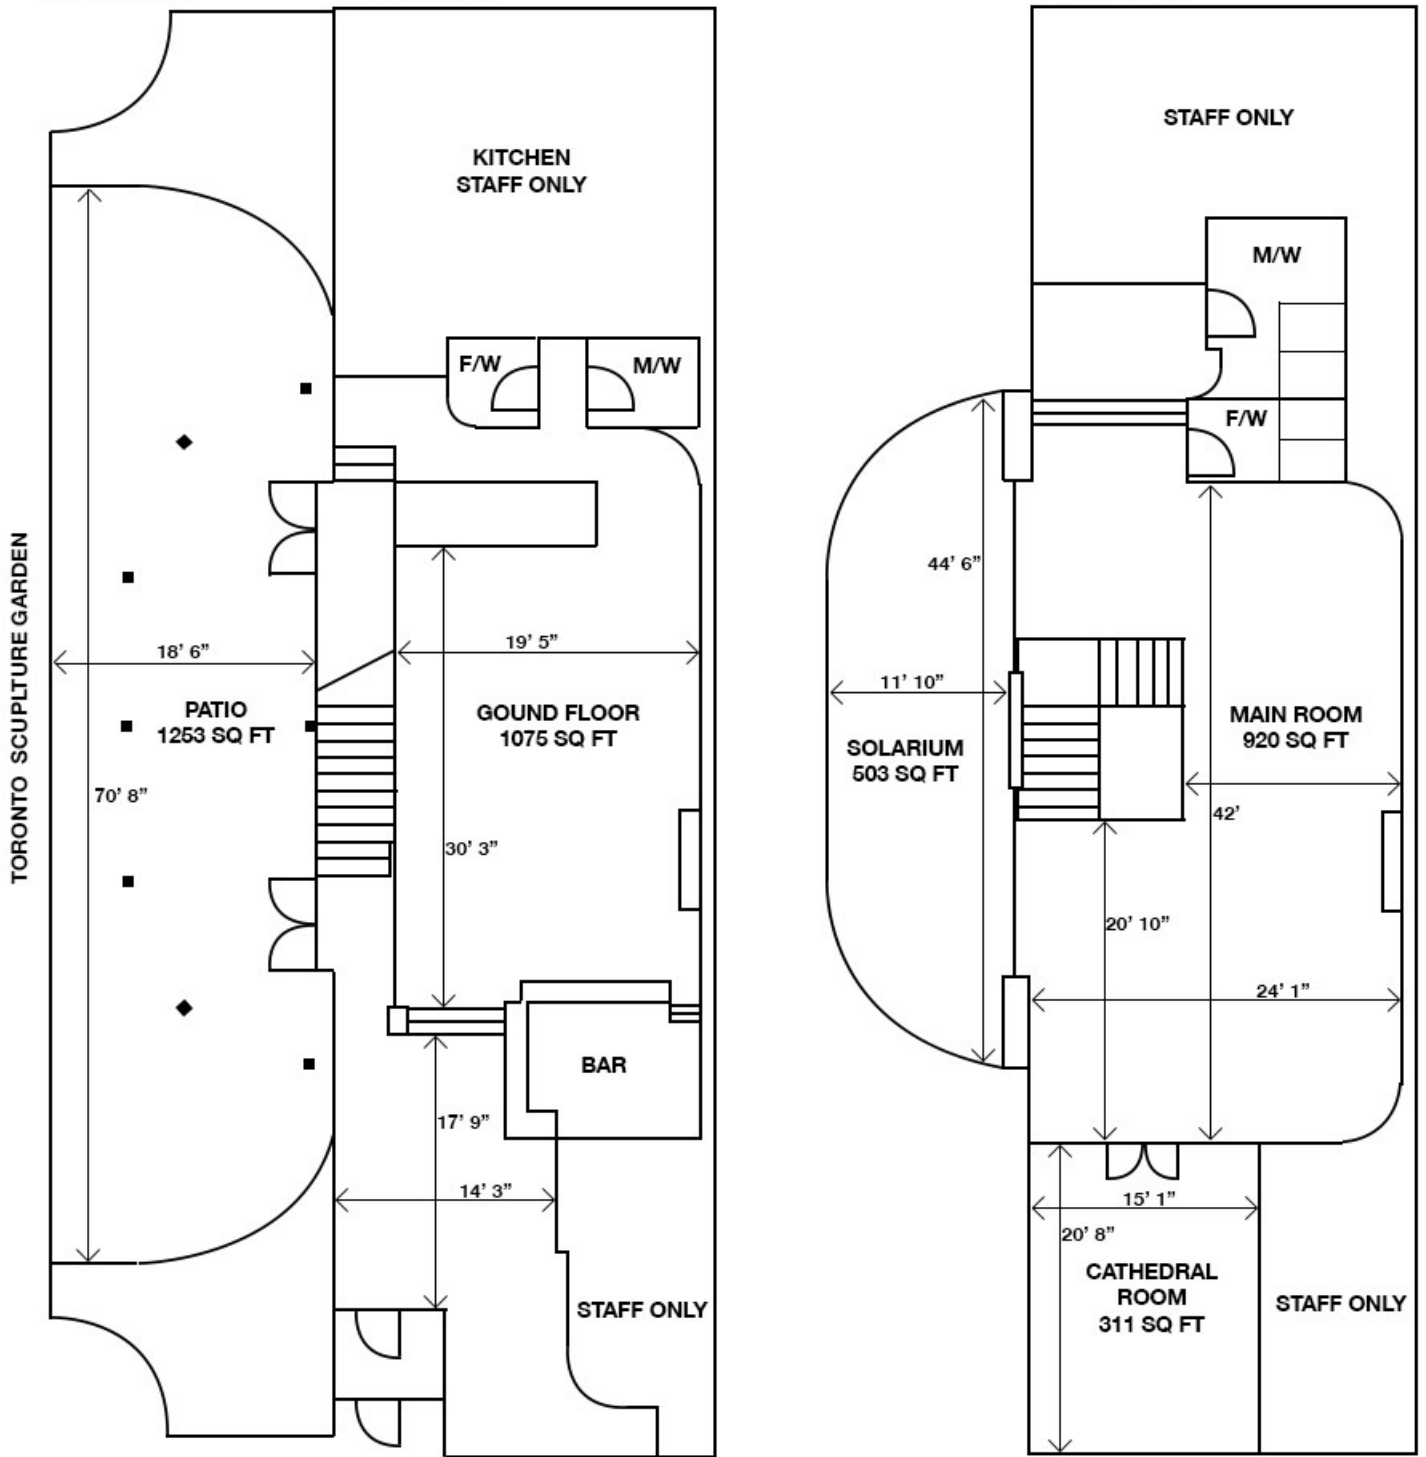 TORONTO SCUPLTURE GARDEN
KITCHEN
STAFF ONLY
F/W
M/W
18' 6”
19' 5”
PATIO
1253 SQ FT
GOUND FLOOR
1075 SQ FT
70' 8”
30' 3”
BAR
17' 9”
14' 3”
STAFF ONLY
STAFF ONLY
M/W
F/W
44' 6”
11' 10”
SOLARIUM
503 SQ FT
MAIN ROOM
920 SQ FT
42'
20' 10”
24' 1”
15' 1”
20' 8”
CATHEDRAL
ROOM
311 SQ FT
STAFF ONLY